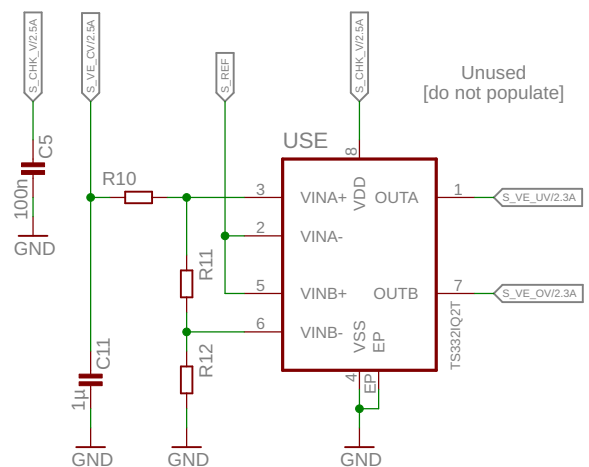 S_CHK_V/2.5A
S_VE_CV/2.5A
S_REF
S_CHK_V/2.5A
Unused
[do not populate]
USE
C5
100n
GND
R10
R11
R12
C11
1µ
GND
GND
8
VDD
3 VINA+ OUTA 1
S_VE_UV/2.3A
2 VINA-
5 VINB+ OUTB 7
S_VE_OV/2.3A
6 VINB-
VSS
EP
TS332IQ2T
4
EP
GND